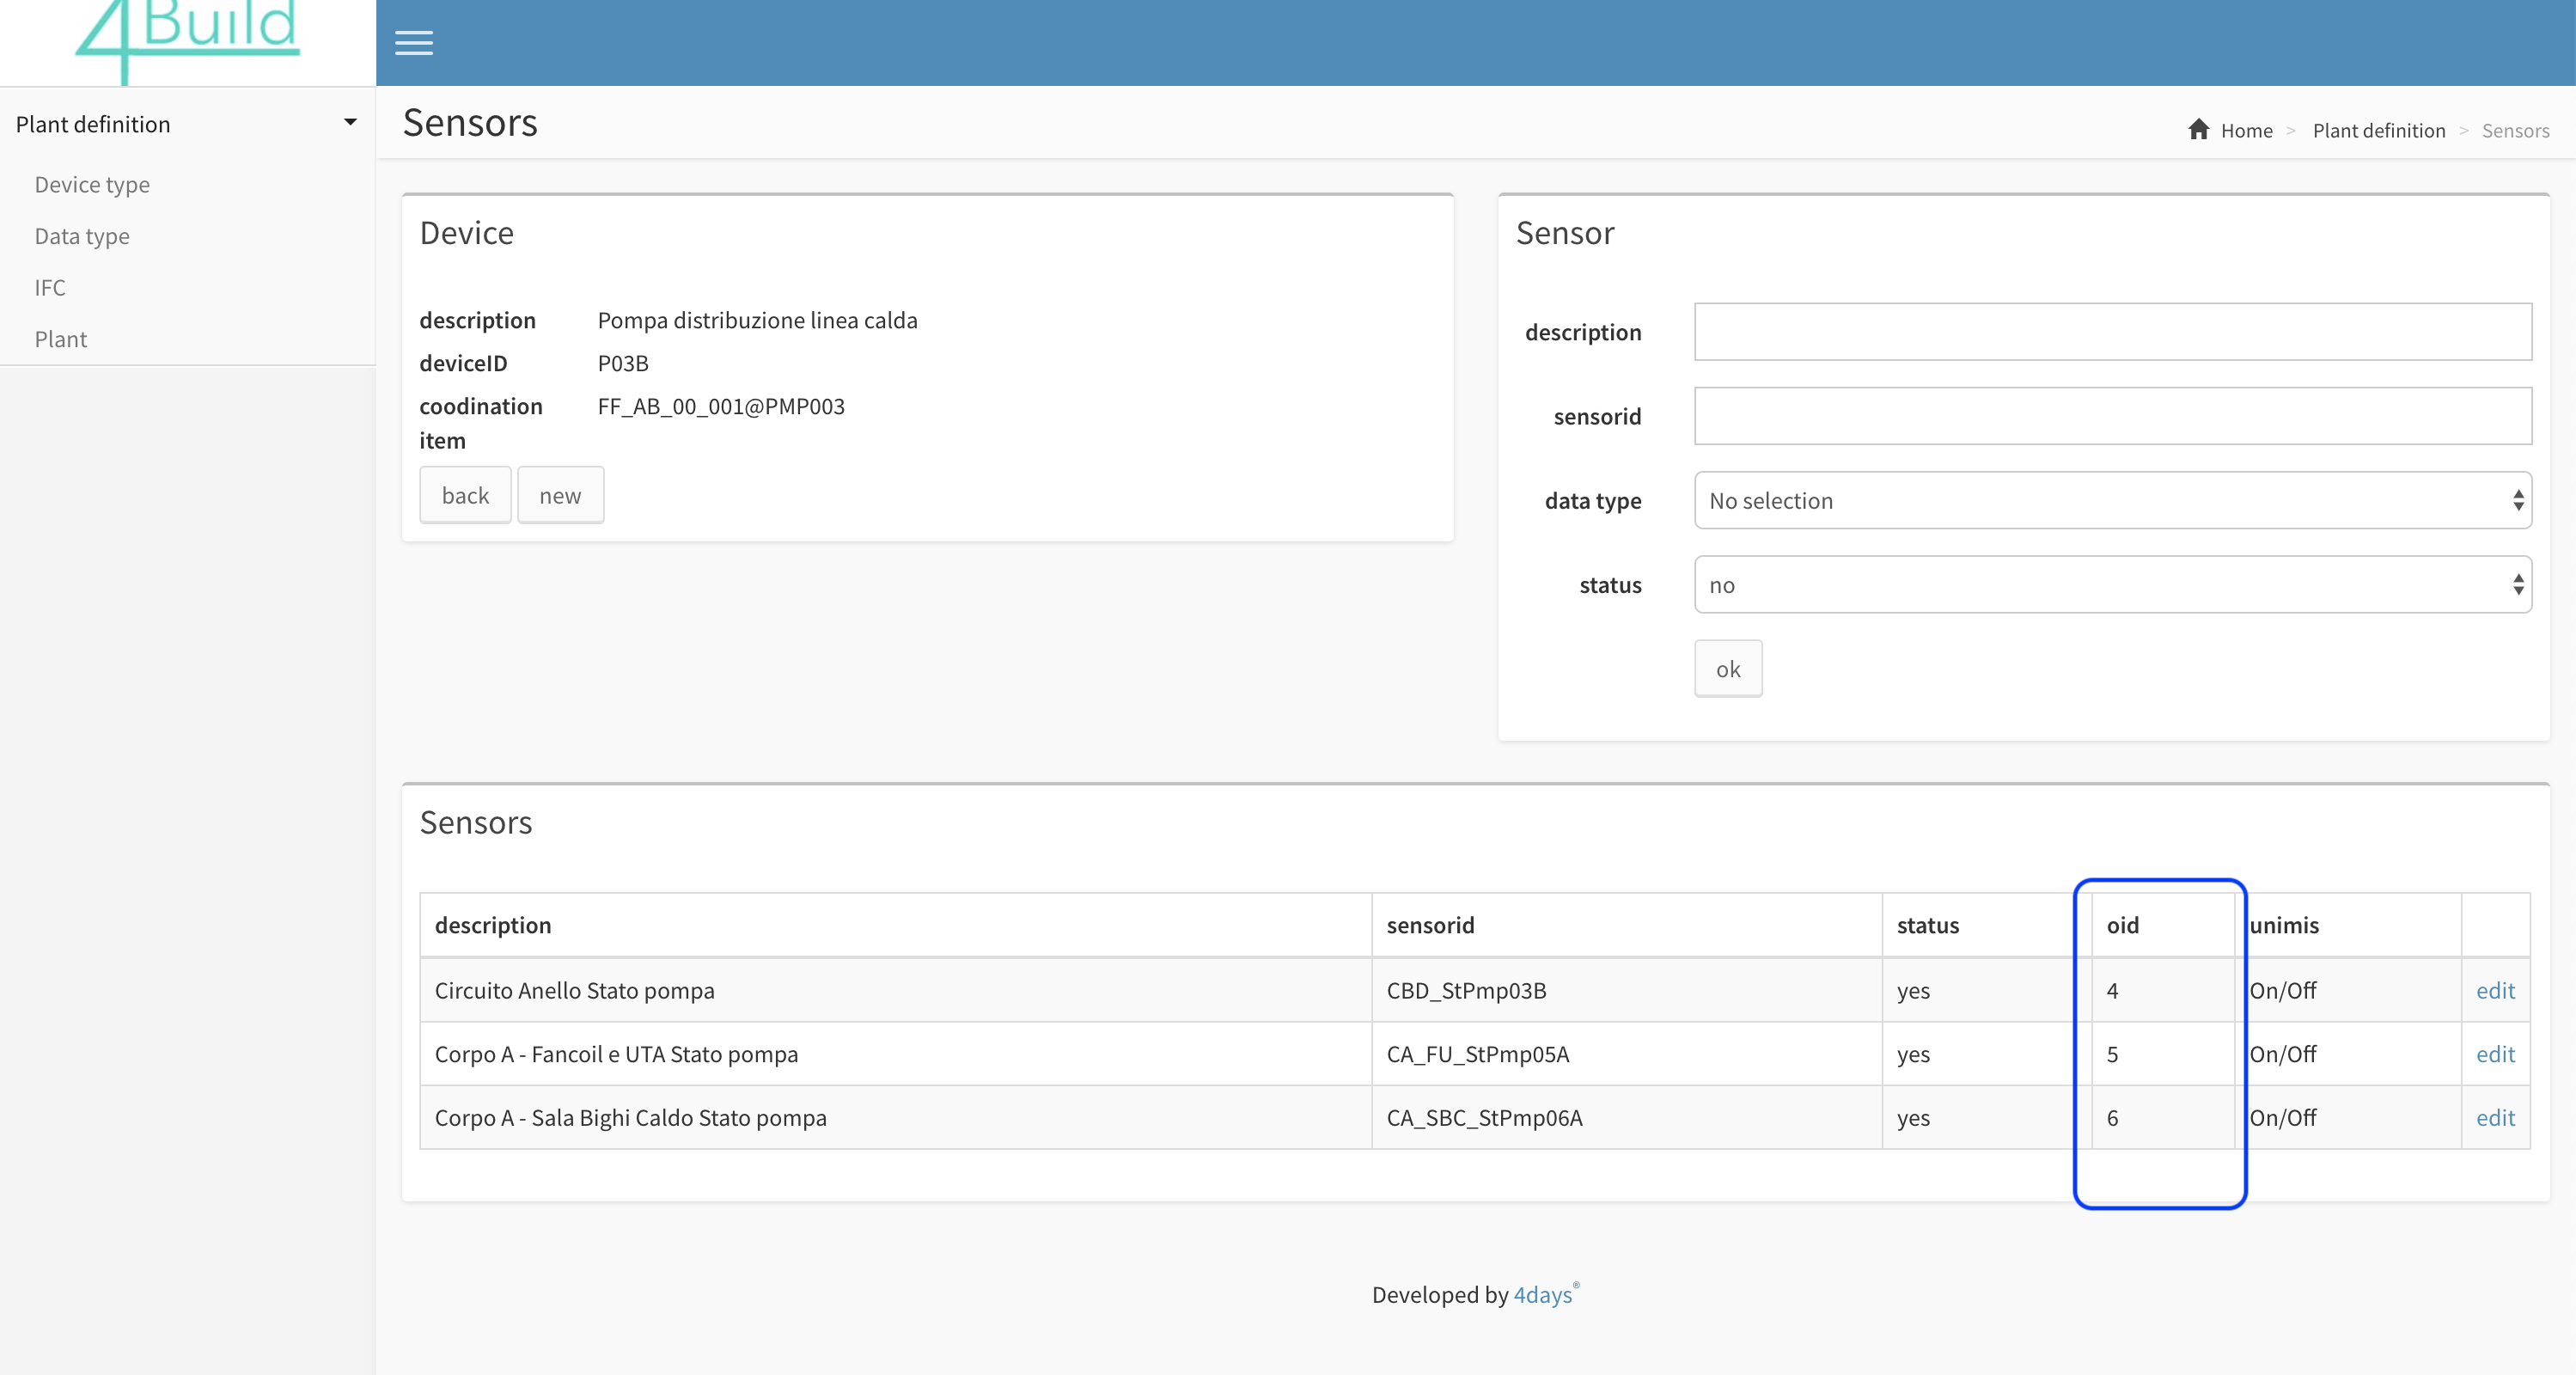 4Build
Plant definition
Device type
Data type
IFC
Plant
Sensors
Home > Plant definition > Sensors
Device
description Pompa distribuzione linea calda
deviceID P03B
coodination item FF_AB_00_001@PMP003
back new
Sensor
description
sensorid
data type No selection
status no
ok
Sensors
description sensorid status oid unimis
Circuito Anello Stato pompa CBD_StPmp03B yes 4 On/Off edit
Corpo A - Fancoil e UTA Stato pompa CA_FU_StPmp05A yes 5 On/Off edit
Corpo A - Sala Bighi Caldo Stato pompa CA_SBC_StPmp06A yes 6 On/Off edit
Developed by 4days®